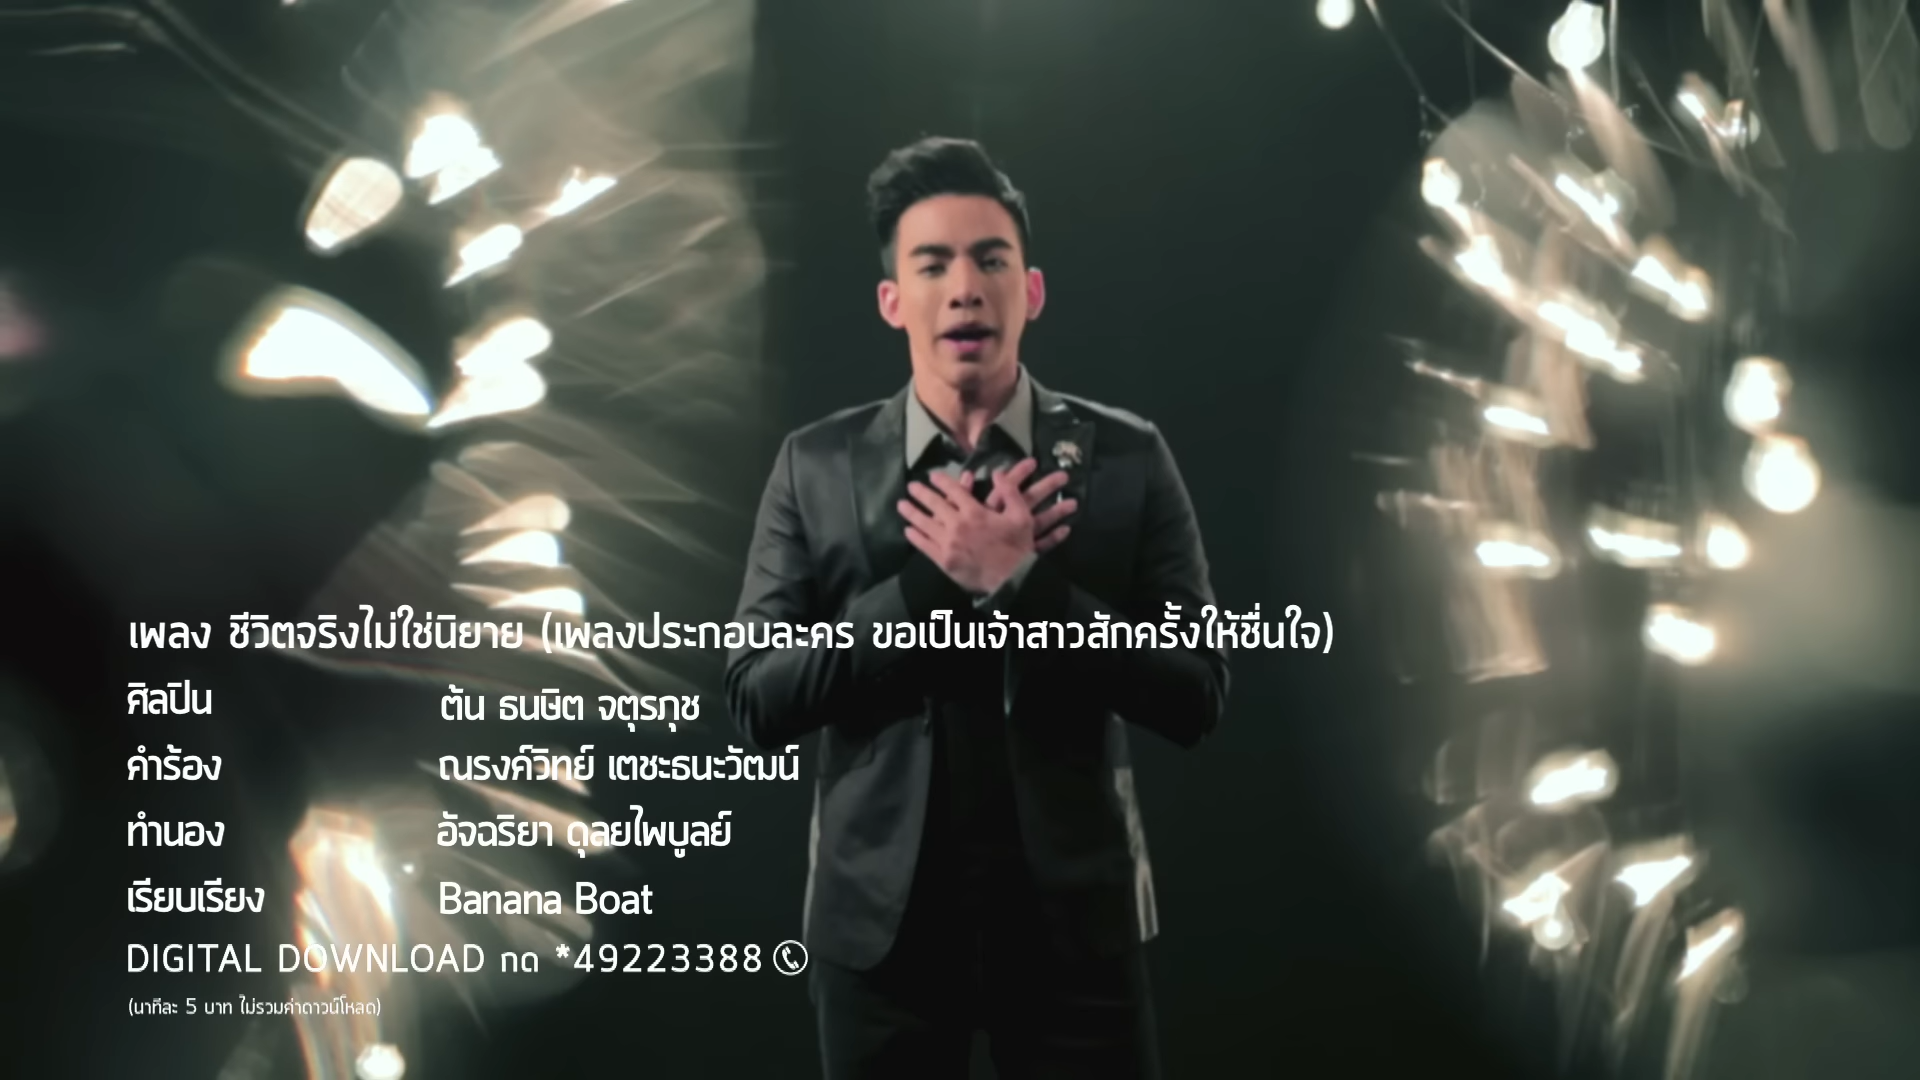 เพลง ชีวิตจริงไม่ใช่นิยาย (เพลงประกอบละคร ขอเป็นเจ้าสาวสักครั้งให้ชื่นใจ)
ศิลปิน ต้น ธนษิต จตุรภุช
คำร้อง ณรงค์วิทย์ เตชะธนะวัฒน์
ทำนอง อัจฉริยา ดุลยไพบูลย์
เรียบเรียง Banana Boat
DIGITAL DOWNLOAD กด *49223388
(นาทีละ 5 บาท ไม่รวมค่าดาวน์โหลด)